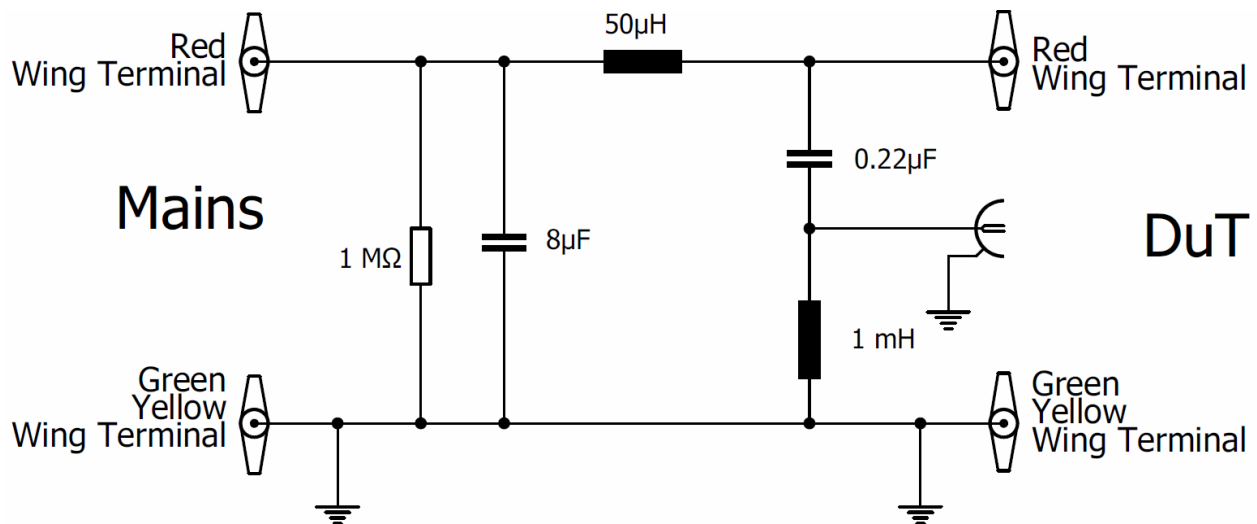 50µH
Red
Wing Terminal
Red
Wing Terminal
0.22µF
Mains
DuT
1 MΩ
8µF
1 mH
Green
Yellow
Wing Terminal
Green
Yellow
Wing Terminal